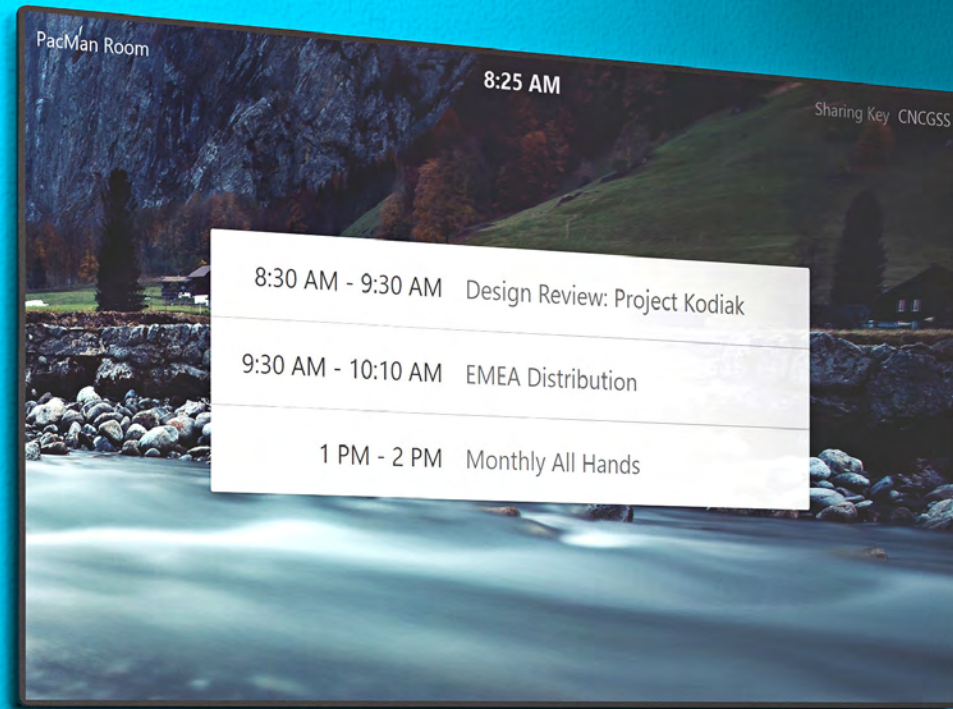 PacMan Room
8:25 AM
Sharing Key CNCGSS
8:30 AM - 9:30 AM Design Review: Project Kodiak
9:30 AM - 10:10 AM EMEA Distribution
1 PM - 2 PM Monthly All Hands